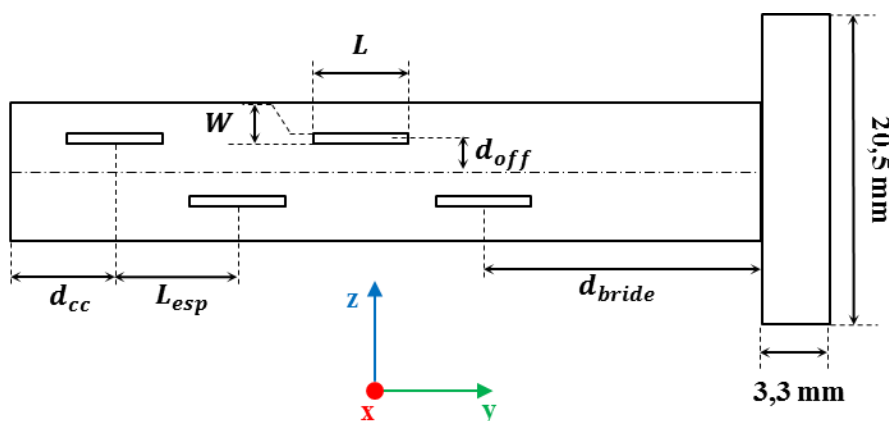 L
W
d_off
20,5 mm
d_cc
L_esp
d_bride
z
x
y
3,3 mm